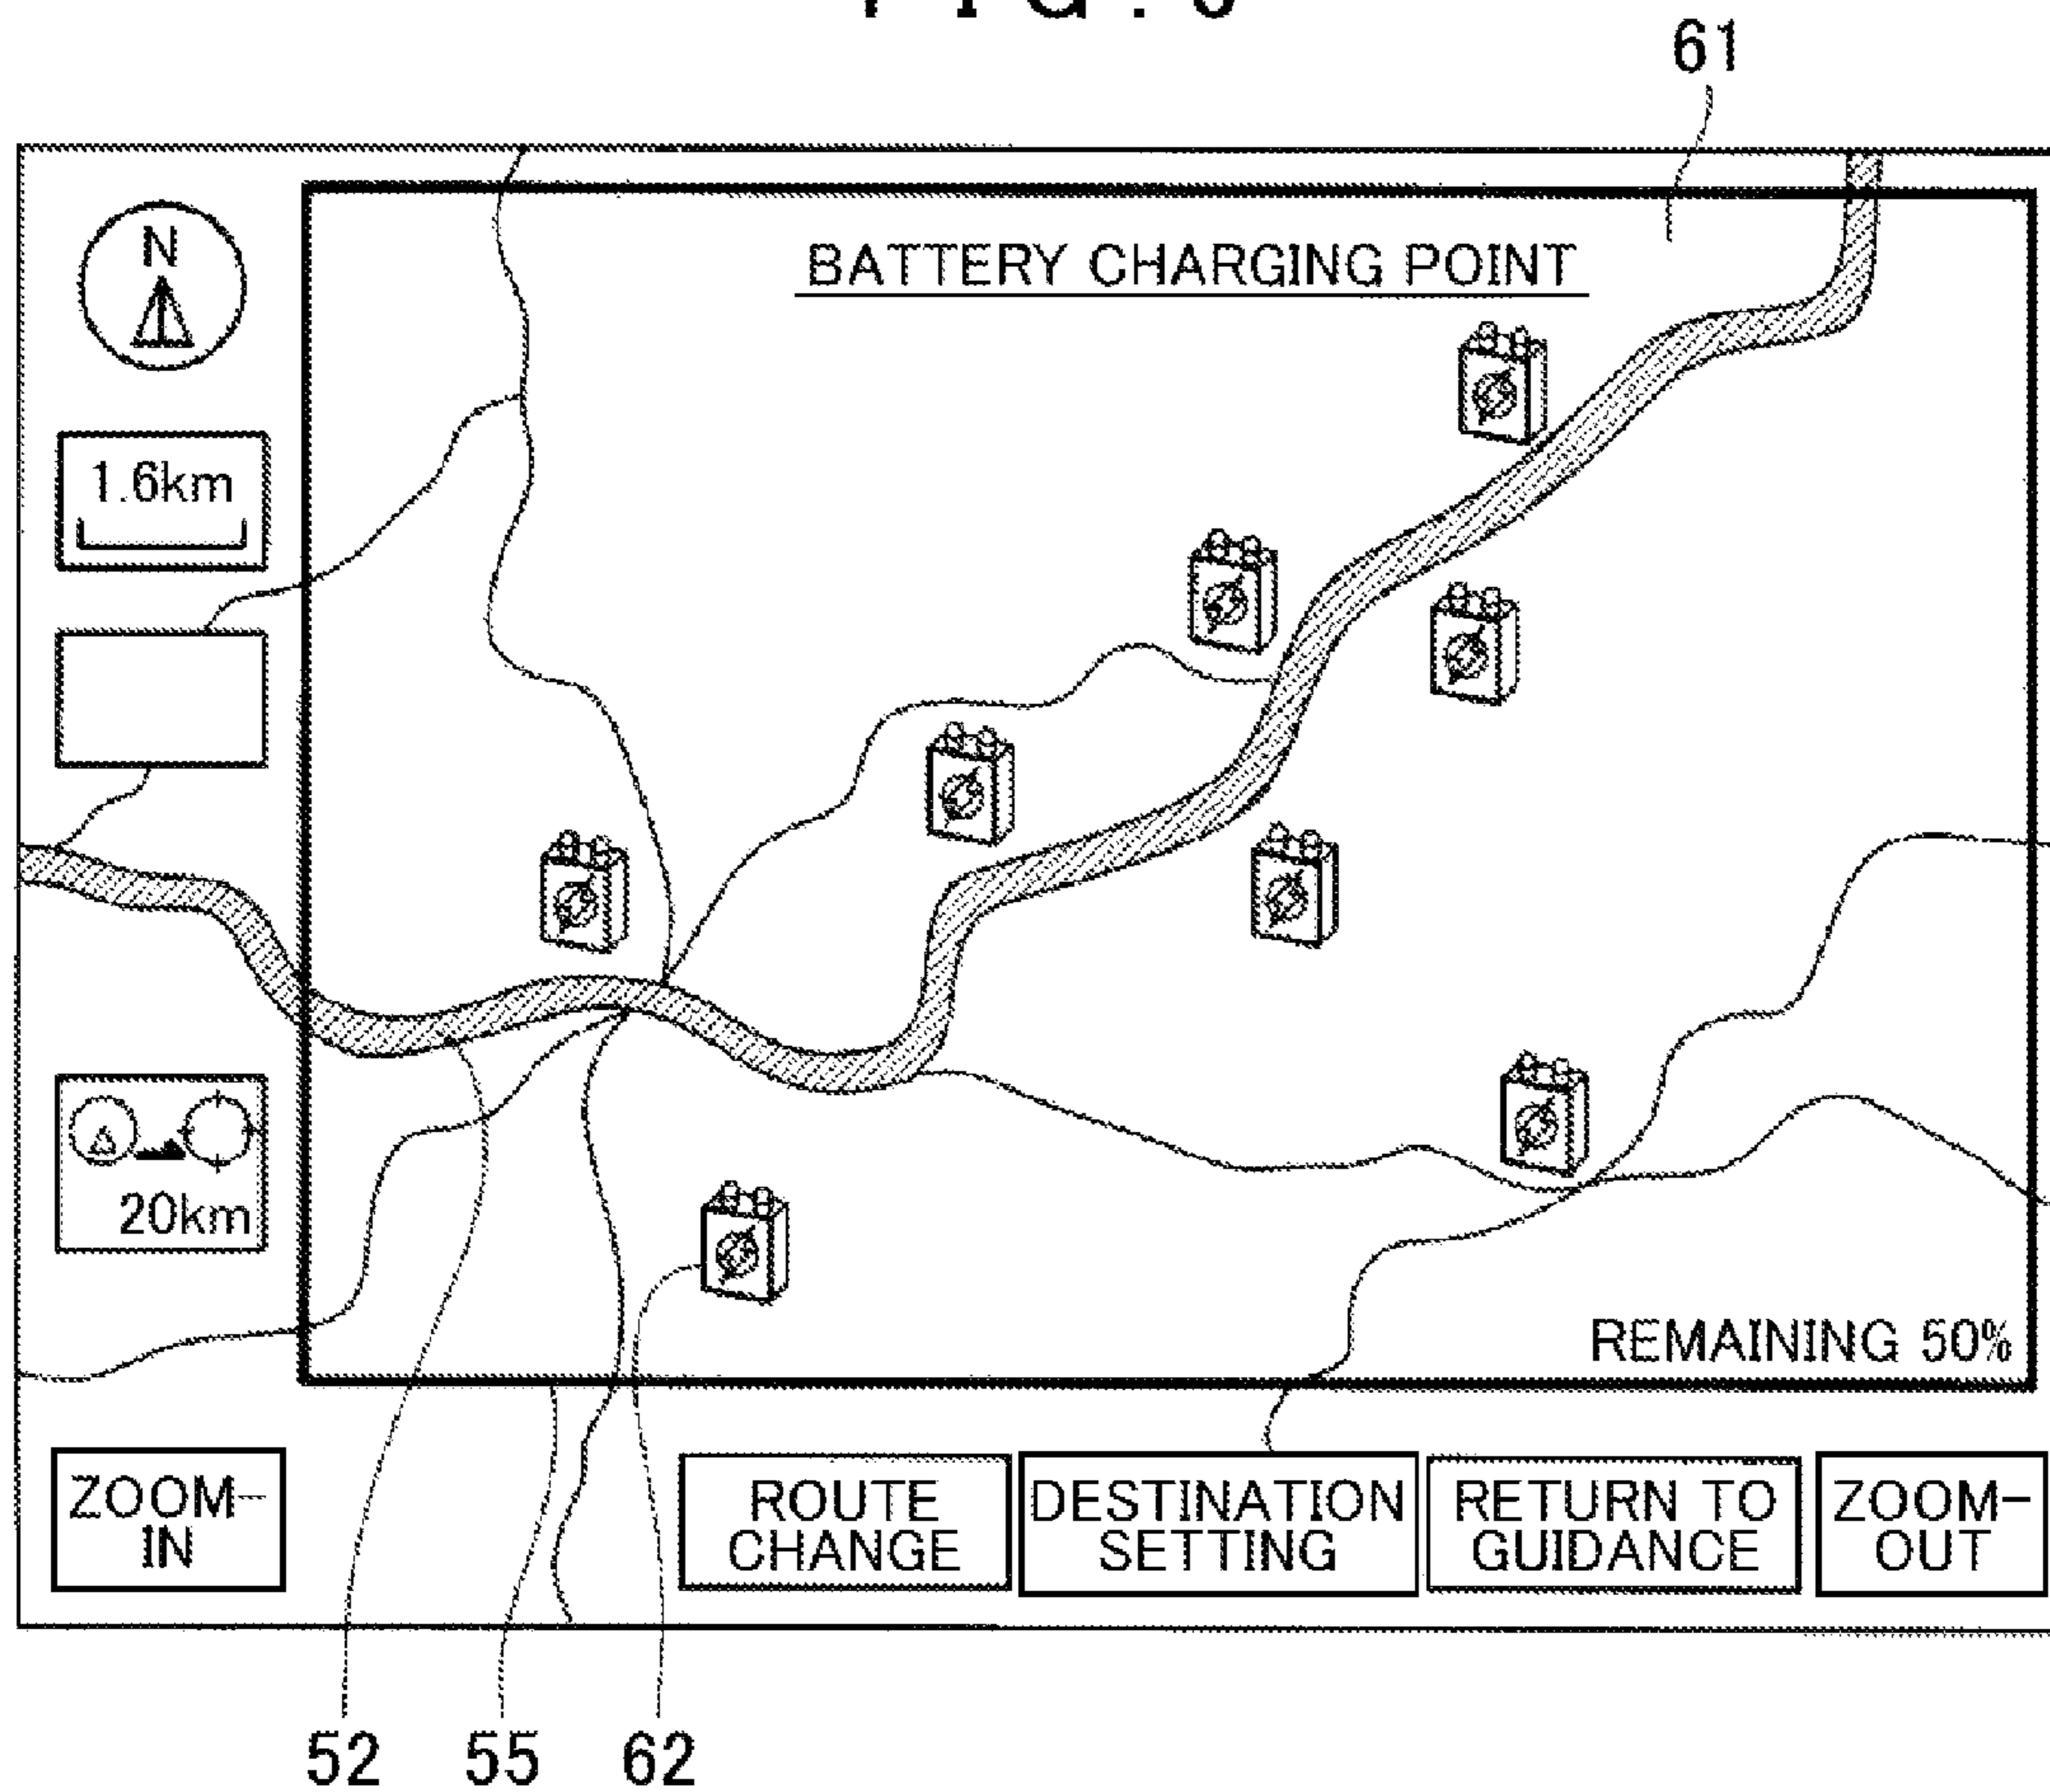 61
N
BATTERY CHARGING POINT
1.6km
20km
REMAINING 50%
ZOOM-
IN
ROUTE
CHANGE
DESTINATION
SETTING
RETURN TO
GUIDANCE
ZOOM-
OUT
52 55 62